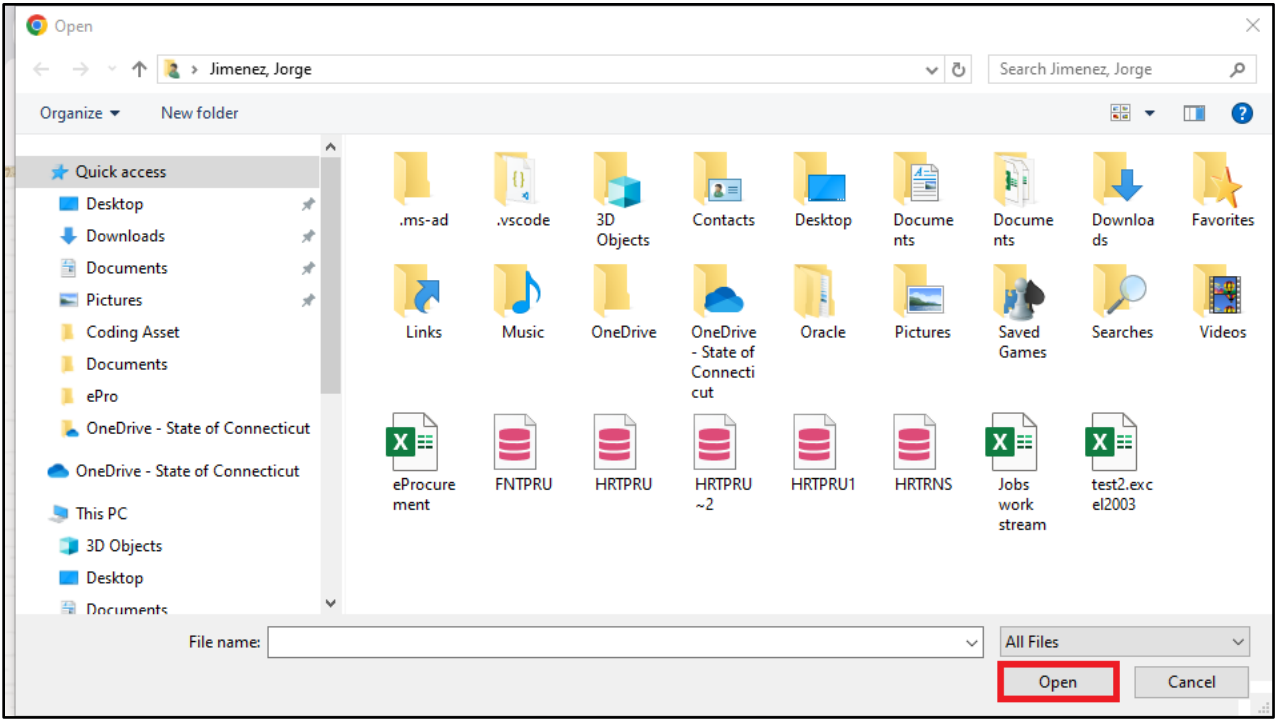 Open
Jimenez, Jorge
Search Jimenez, Jorge
Organize
New folder
Quick access
Desktop
Downloads
Documents
Pictures
Coding Asset
Documents
ePro
OneDrive - State of Connecticut
OneDrive - State of Connecticut
This PC
3D Objects
Desktop
Documents
.ms-ad
.vscode
3D
Objects
Contacts
Desktop
Docume
nts
Docume
nts
Downloa
ds
Favorites
Links
Music
OneDrive
OneDrive
- State of
Connecti
cut
Oracle
Pictures
Saved
Games
Searches
Videos
eProcure
ment
FNTPRU
HRTPRU
HRTPRU
~2
HRTPRU1
HRTRNS
Jobs
work
stream
test2.exc
el2003
File name:
All Files
Open
Cancel